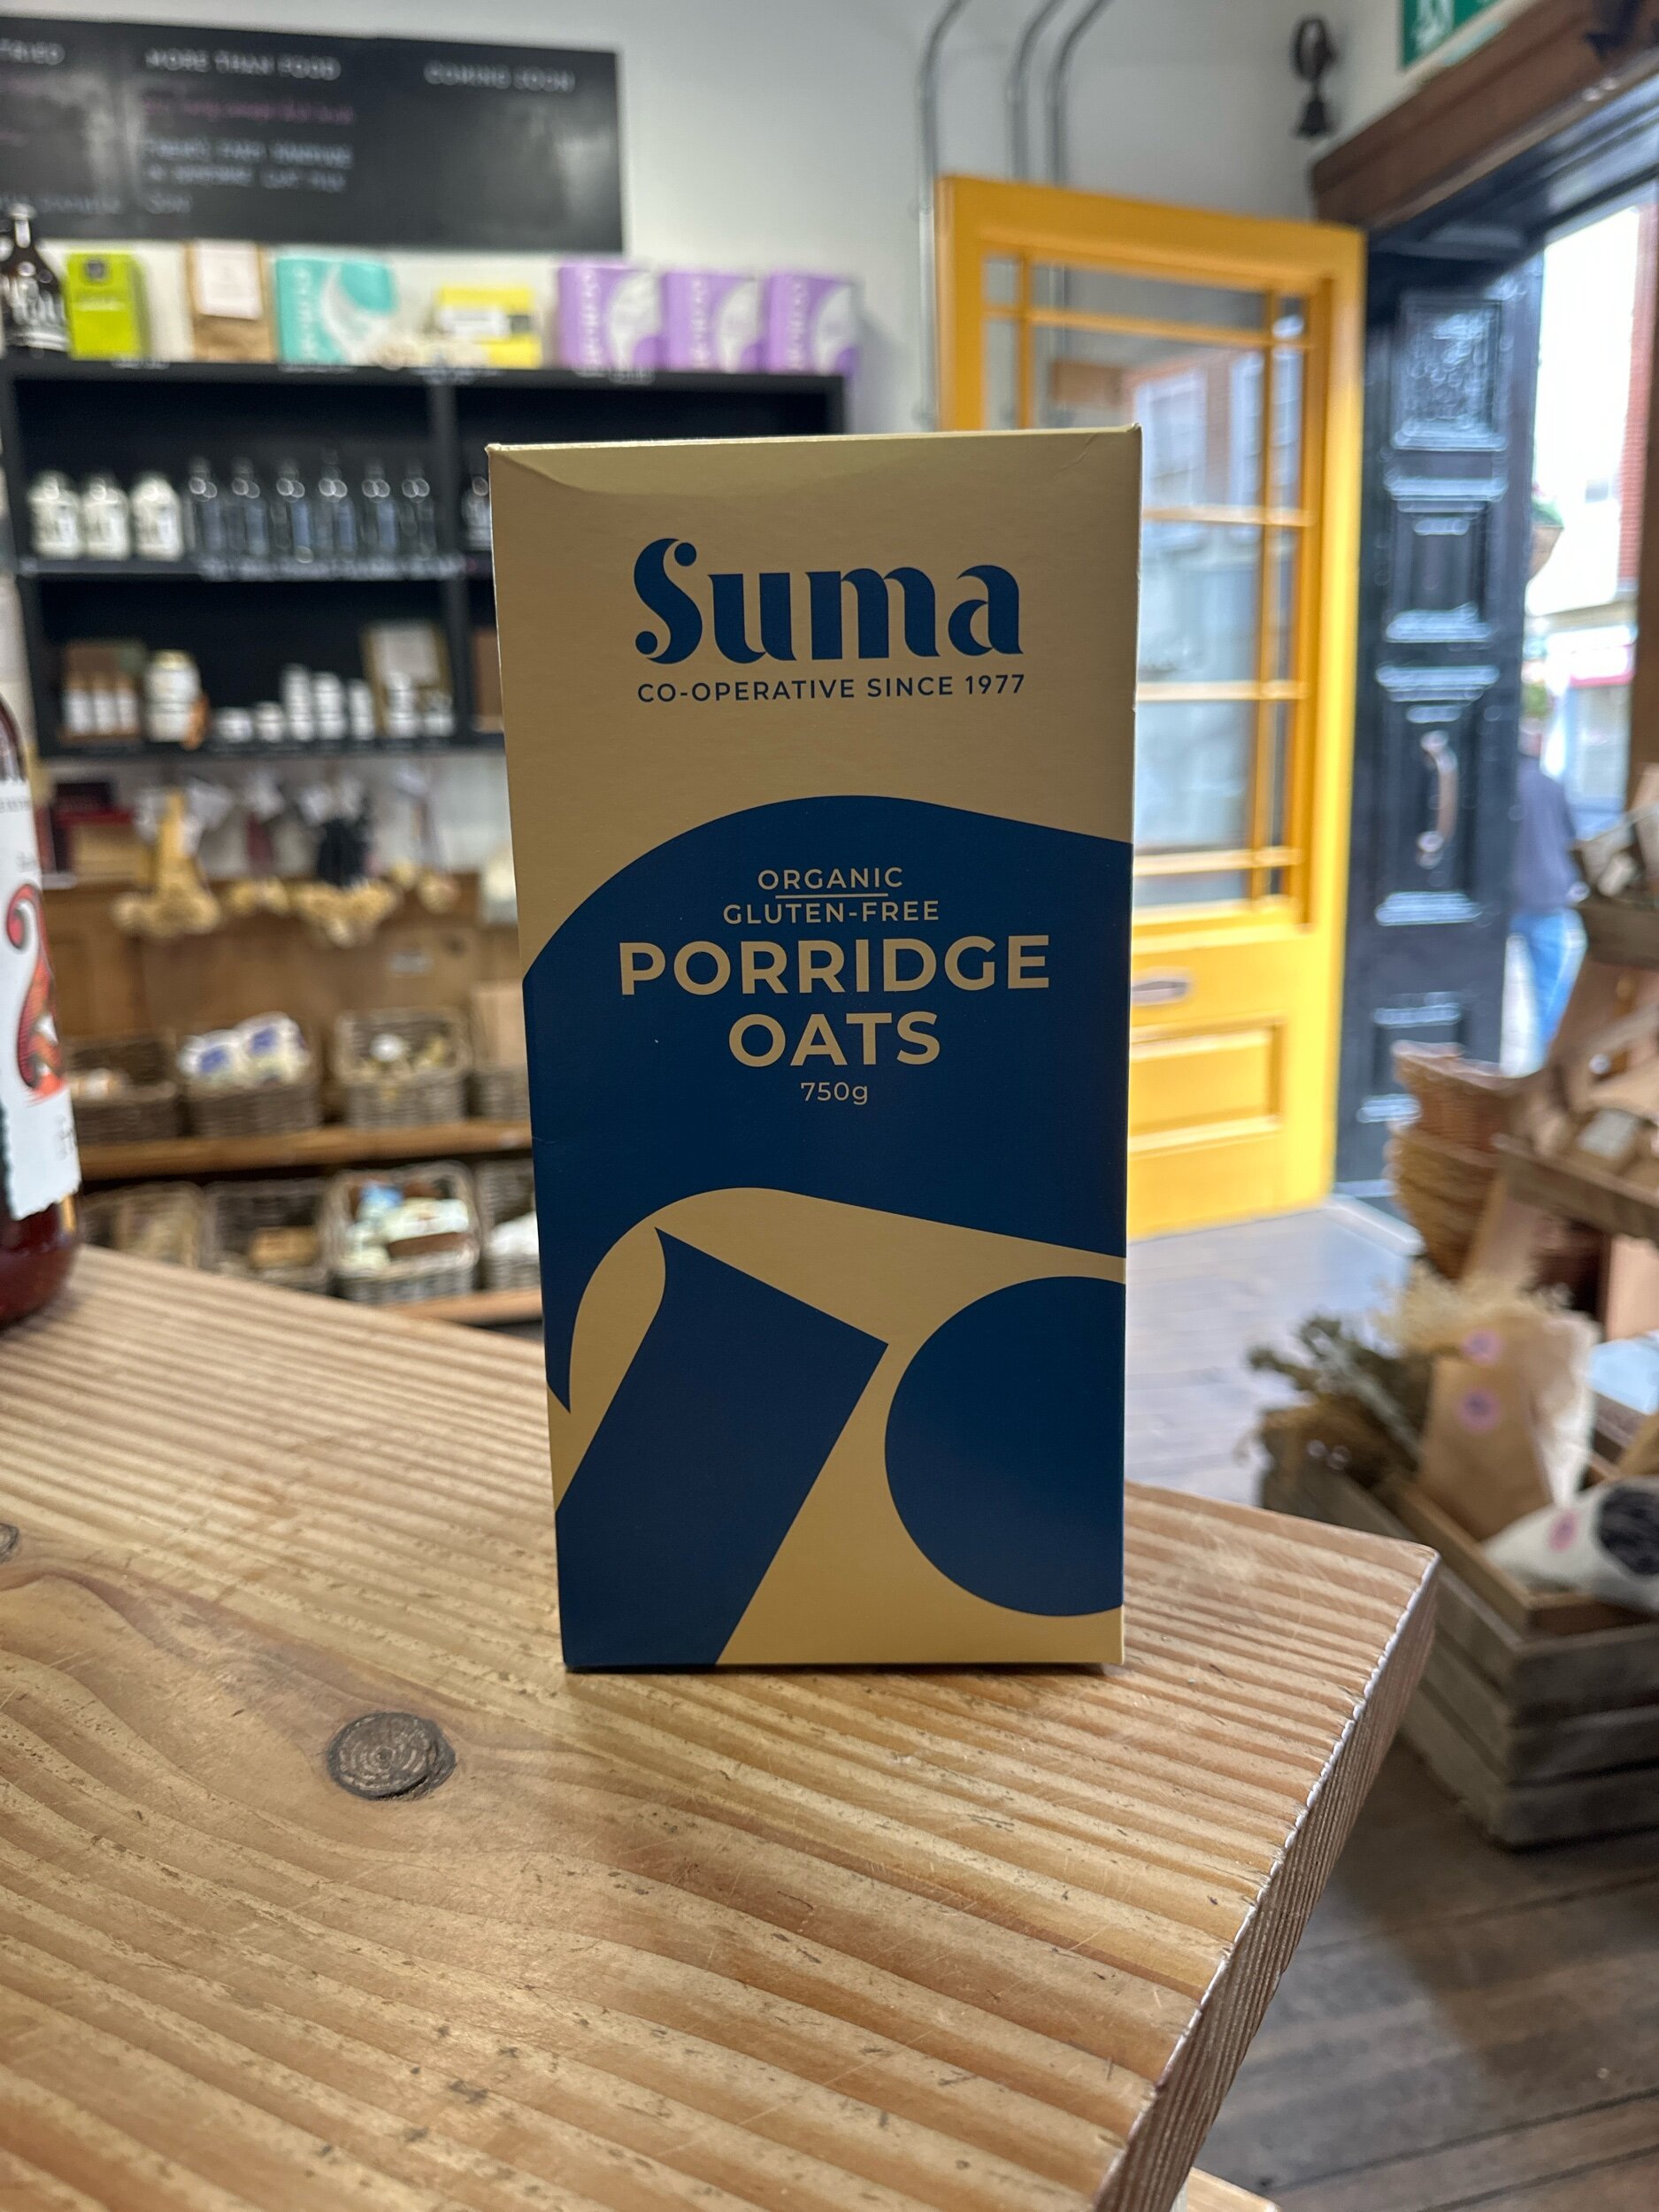 MORE THAN FOOD
COMING SOON
Suma
CO-OPERATIVE SINCE 1977
ORGANIC
GLUTEN-FREE
PORRIDGE
OATS
750g